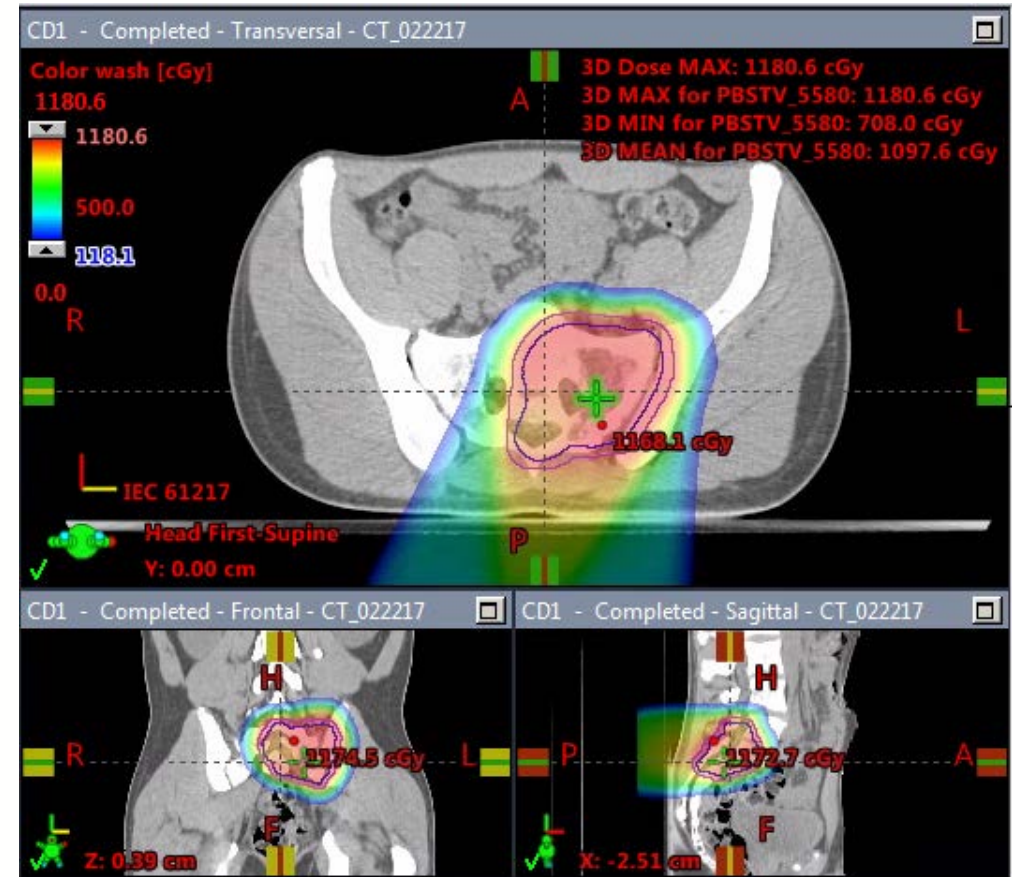 CD1 - Completed - Transversal - CT_022217
Color wash [cGy]
1180.6
1180.6
500.0
118.1
0.0
3D Dose MAX: 1180.6 cGy
3D MAX for PBSTV_5580: 1180.6 cGy
3D MIN for PBSTV_5580: 708.0 cGy
3D MEAN for PBSTV_5580: 1097.6 cGy
A
R
L
1168.1 cGy
IEC 61217
Head First-Supine
Y: 0.00 cm
P
CD1 - Completed - Frontal - CT_022217
H
R
1174.5 cGy
L
F
Z: 0.39 cm
CD1 - Completed - Sagittal - CT_022217
H
P
1172.7 cGy
A
F
X: -2.51 cm